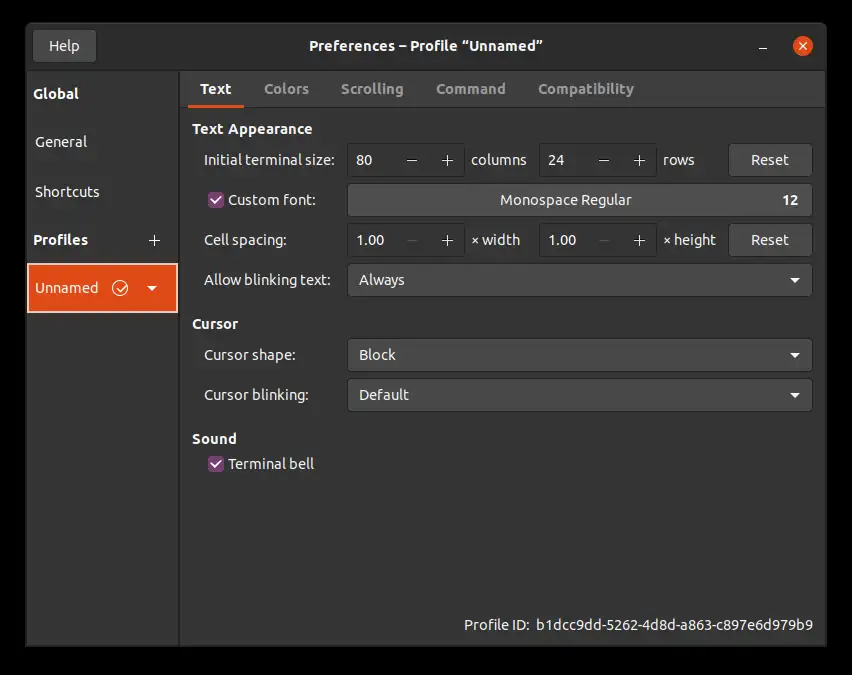 Help
Preferences – Profile “Unnamed”
Global
General
Shortcuts
Profiles
Unnamed
Text Colors Scrolling Command Compatibility
Text Appearance
Initial terminal size: 80 − + columns 24 − + rows Reset
Custom font: Monospace Regular 12
Cell spacing: 1.00 − + × width 1.00 − + × height Reset
Allow blinking text: Always
Cursor
Cursor shape: Block
Cursor blinking: Default
Sound
Terminal bell
Profile ID: b1dcc9dd-5262-4d8d-a863-c897e6d979b9